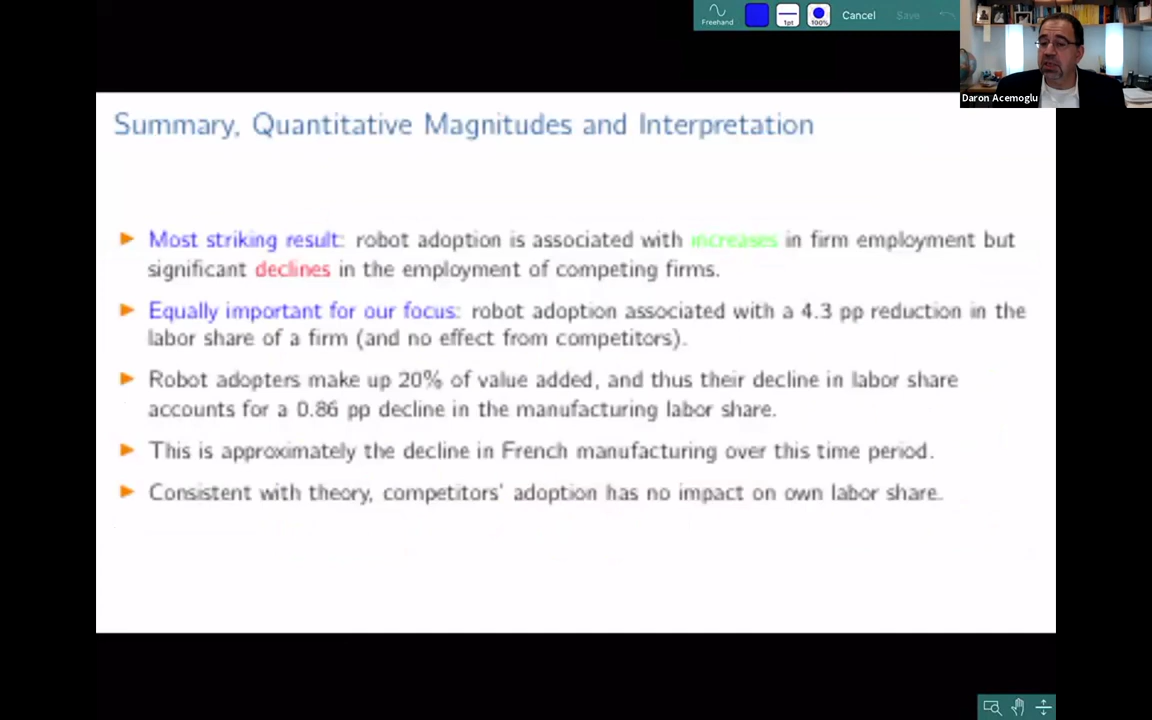 Freehand
1pt
100%
Cancel
Save
Daron Acemoglu
Summary, Quantitative Magnitudes and Interpretation
Most striking result: robot adoption is associated with increases in firm employment but
significant declines in the employment of competing firms.
Equally important for our focus: robot adoption associated with a 4.3 pp reduction in the
labor share of a firm (and no effect from competitors).
Robot adopters make up 20% of value added, and thus their decline in labor share
accounts for a 0.86 pp decline in the manufacturing labor share.
This is approximately the decline in French manufacturing over this time period.
Consistent with theory, competitors' adoption has no impact on own labor share.